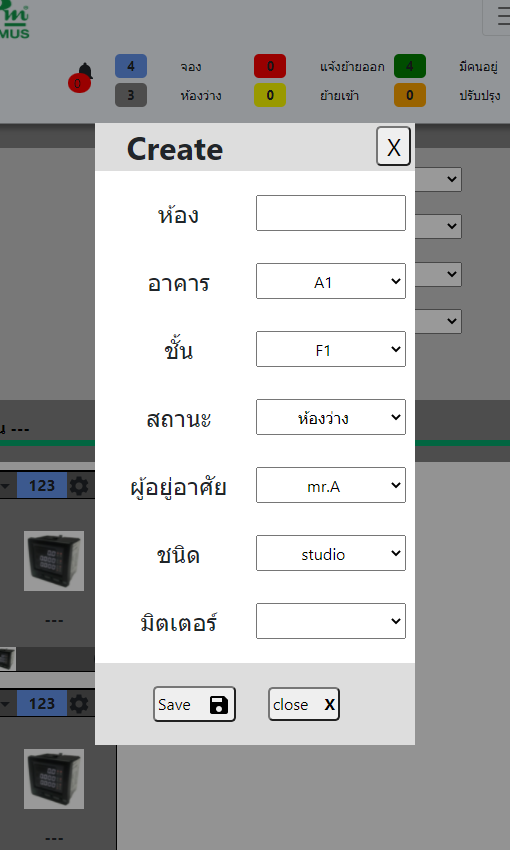 MUS
4 จอง 0 แจ้งย้ายออก 4 มีคนอยู่
0
3 ห้องว่าง 0 ย้ายเข้า 0 ปรับปรุง
Create X
ห้อง
อาคาร A1
ชั้น F1
สถานะ ห้องว่าง
น ---
ผู้อยู่อาศัย mr.A
123
ชนิด studio
---
มิตเตอร์
Save close X
123
---